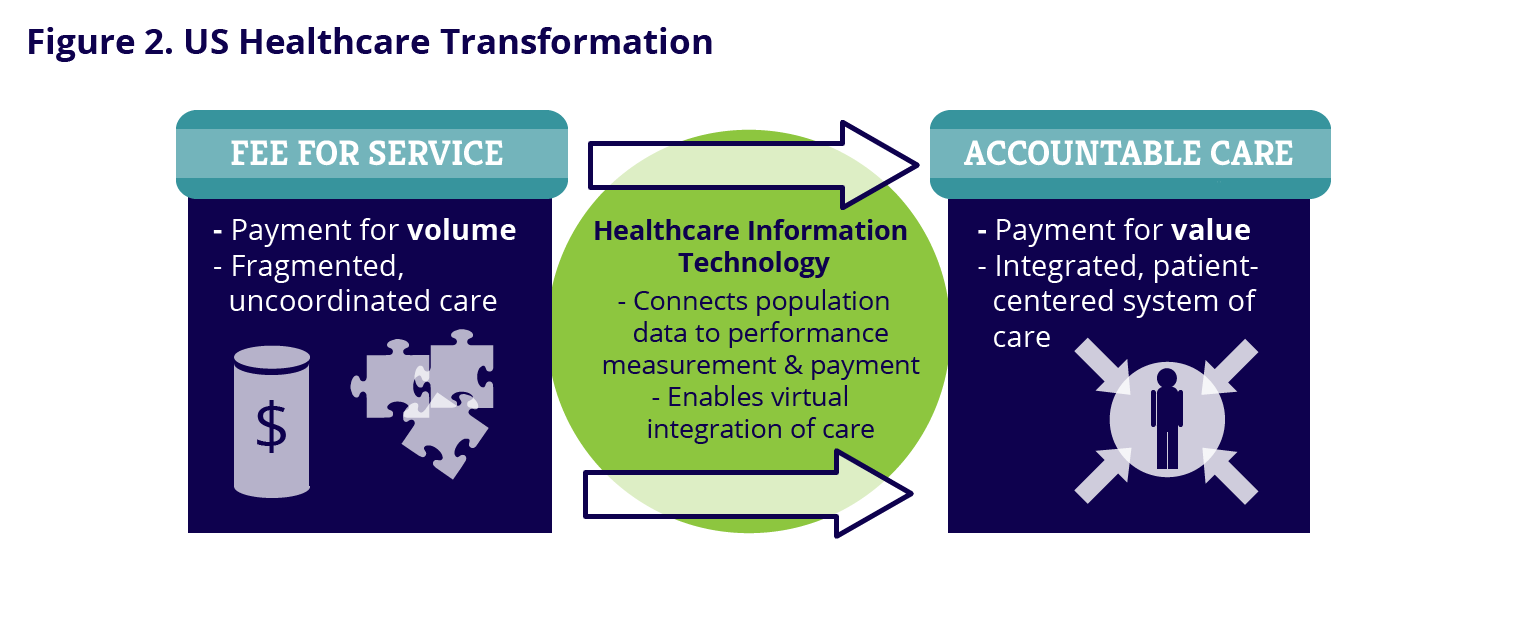 Figure 2. US Healthcare Transformation
FEE FOR SERVICE
- Payment for volume
- Fragmented,
uncoordinated care
$
Healthcare Information
Technology
- Connects population
data to performance
measurement & payment
- Enables virtual
integration of care
ACCOUNTABLE CARE
- Payment for value
- Integrated, patient-
centered system of
care